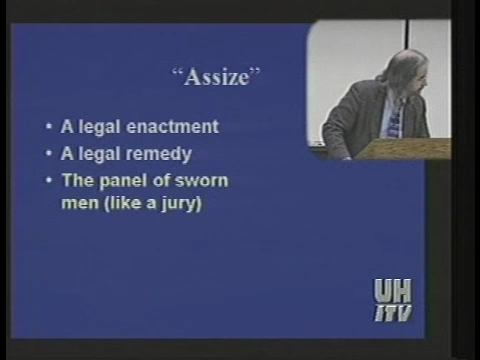 “Assize”
• A legal enactment
• A legal remedy
• The panel of sworn
men (like a jury)
UH
ITV